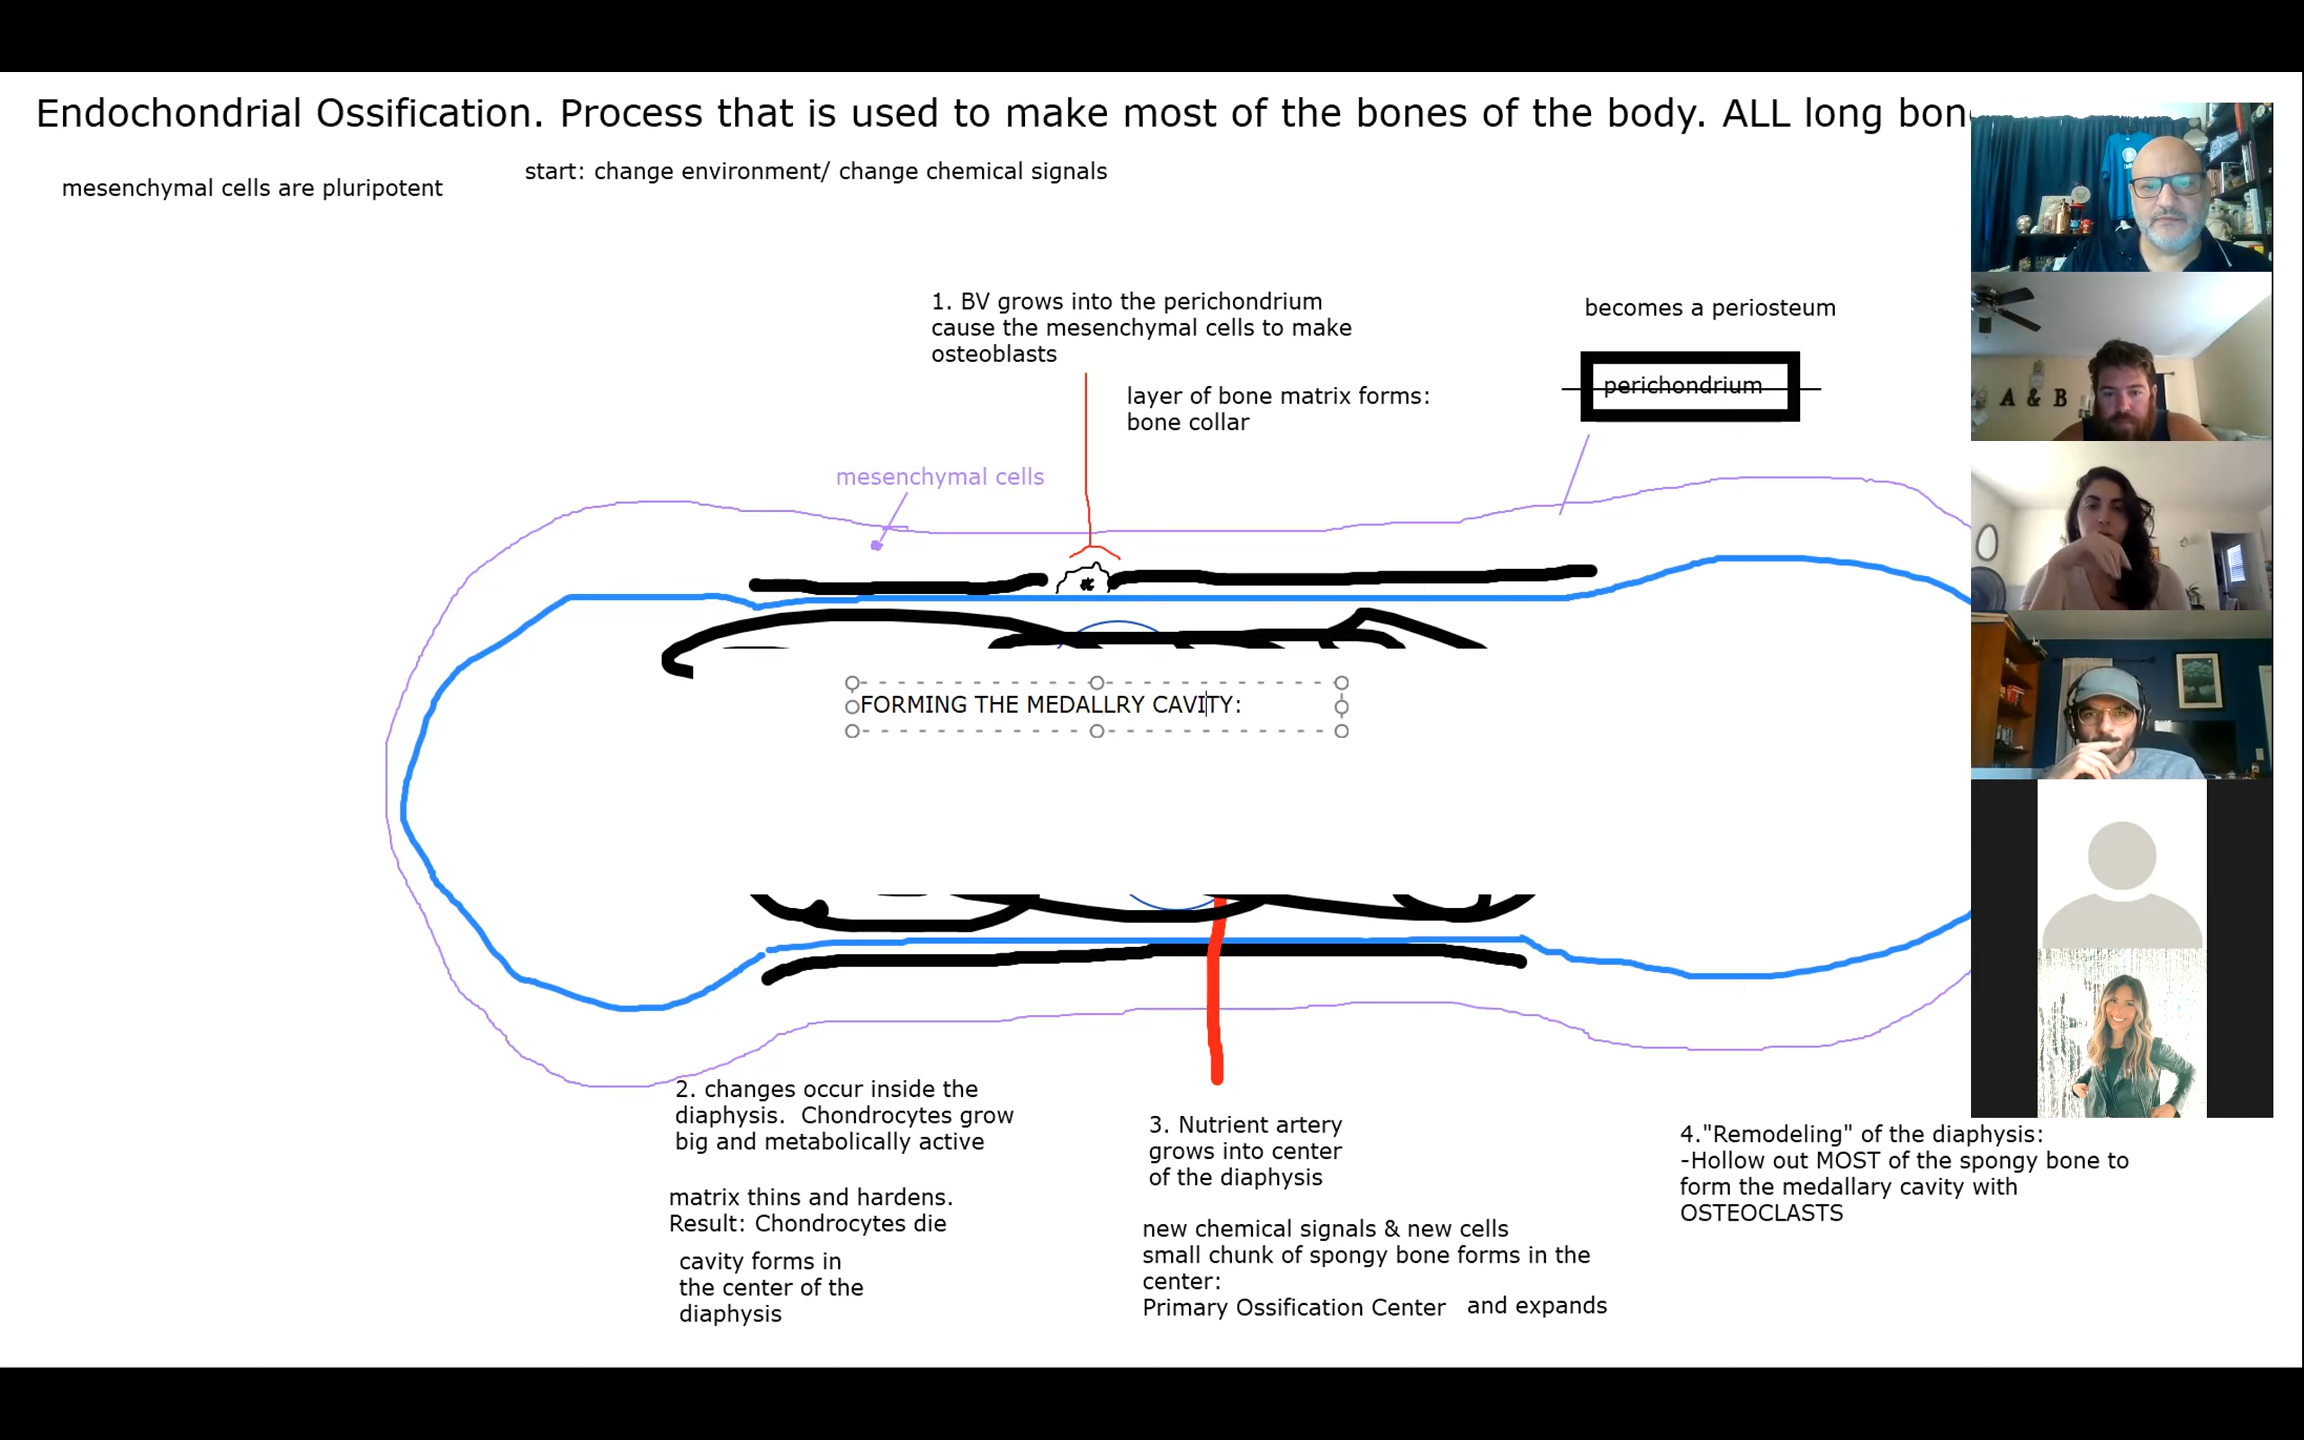 Endochondrial Ossification. Process that is used to make most of the bones of the body. ALL long bon
mesenchymal cells are pluripotent
start: change environment/ change chemical signals
1. BV grows into the perichondrium
cause the mesenchymal cells to make
osteoblasts
layer of bone matrix forms:
bone collar
becomes a periosteum
perichondrium
mesenchymal cells
A & B
FORMING THE MEDALLRY CAVITY:
2. changes occur inside the
diaphysis.  Chondrocytes grow
big and metabolically active
matrix thins and hardens.
Result: Chondrocytes die
cavity forms in
the center of the
diaphysis
3. Nutrient artery
grows into center
of the diaphysis
new chemical signals & new cells
small chunk of spongy bone forms in the
center:
Primary Ossification Center and expands
4."Remodeling" of the diaphysis:
-Hollow out MOST of the spongy bone to
form the medallary cavity with
OSTEOCLASTS